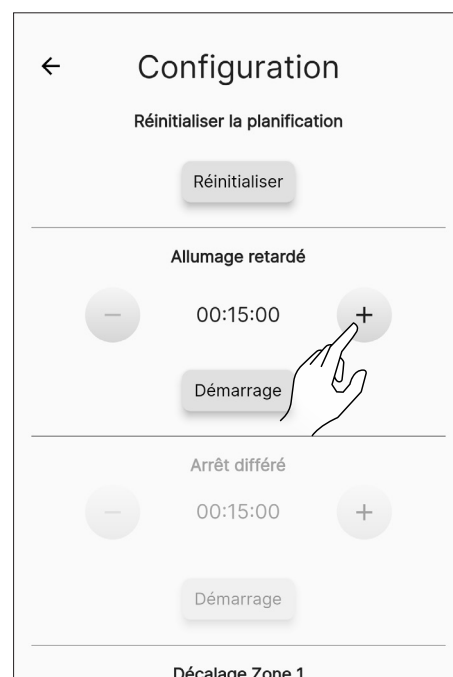 Configuration
Réinitialiser la planification
Réinitialiser
Allumage retardé
00:15:00
Démarrage
Arrêt différé
00:15:00
Démarrage
Décalage Zone 1